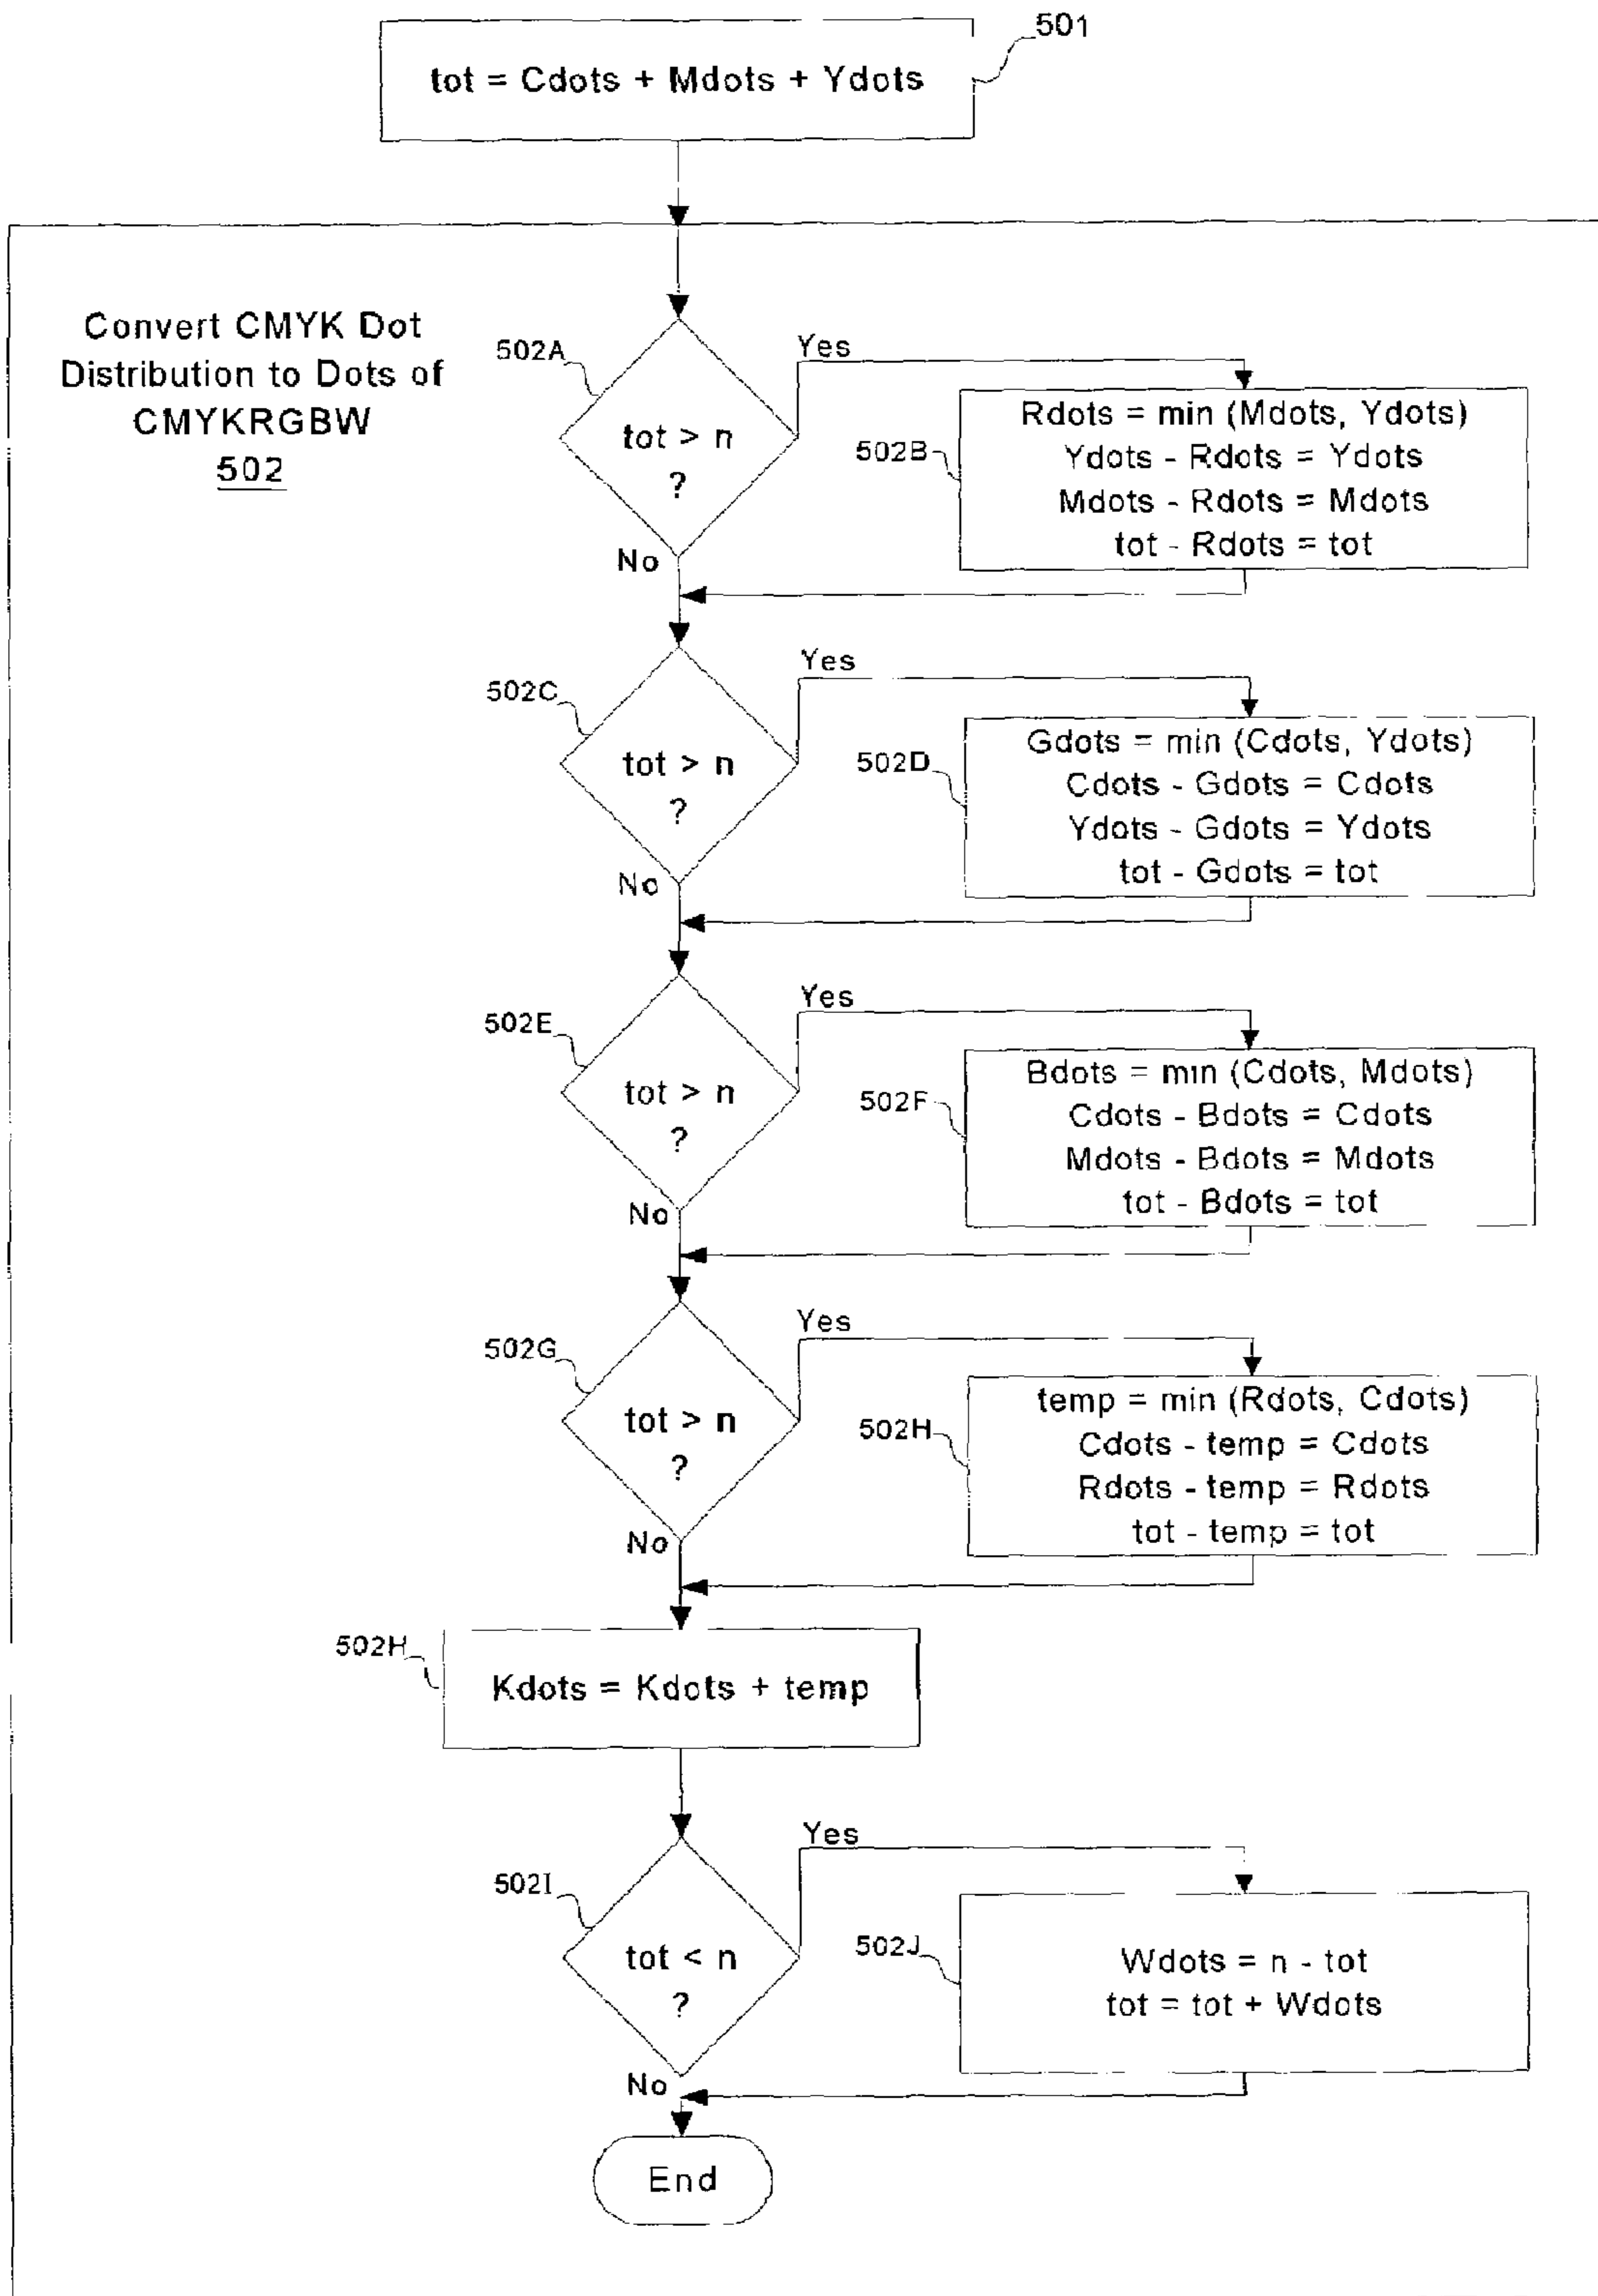 501
tot = Cdots + Mdots + Ydots
Convert CMYK Dot
Distribution to Dots of
CMYKRGBW
502
502A
tot > n
?
Yes
No
502B
Rdots = min (Mdots, Ydots)
Ydots - Rdots = Ydots
Mdots - Rdots = Mdots
tot - Rdots = tot
502C
tot > n
?
Yes
No
502D
Gdots = min (Cdots, Ydots)
Cdots - Gdots = Cdots
Ydots - Gdots = Ydots
tot - Gdots = tot
502E
tot > n
?
Yes
No
502F
Bdots = min (Cdots, Mdots)
Cdots - Bdots = Cdots
Mdots - Bdots = Mdots
tot - Bdots = tot
502G
tot > n
?
Yes
No
502H
temp = min (Rdots, Cdots)
Cdots - temp = Cdots
Rdots - temp = Rdots
tot - temp = tot
502H
Kdots = Kdots + temp
502I
tot < n
?
Yes
No
502J
Wdots = n - tot
tot = tot + Wdots
End